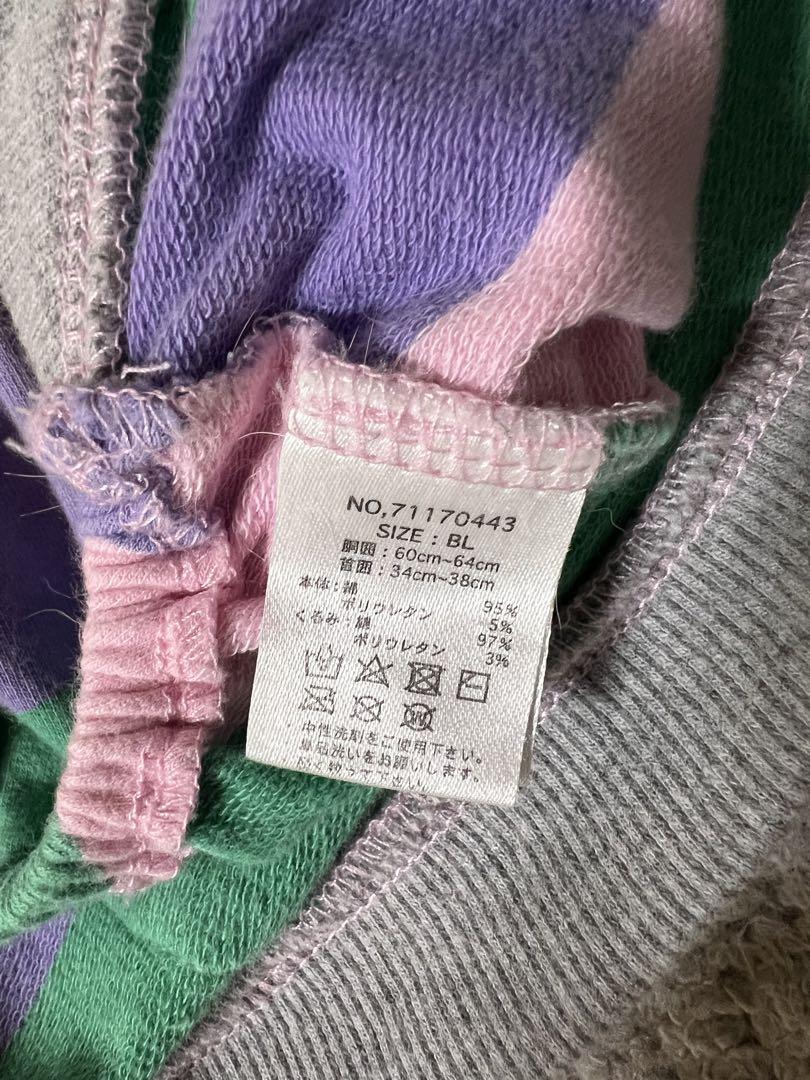 NO,71170443
SIZE : BL
胴囲 : 60cm~64cm
首囲 : 34cm~38cm
本体 : 綿 95%
ポリウレタン 5%
くるみ : 綿 97%
ポリウレタン 3%
中性洗剤をご使用下さい。
単品洗いをお願いします。